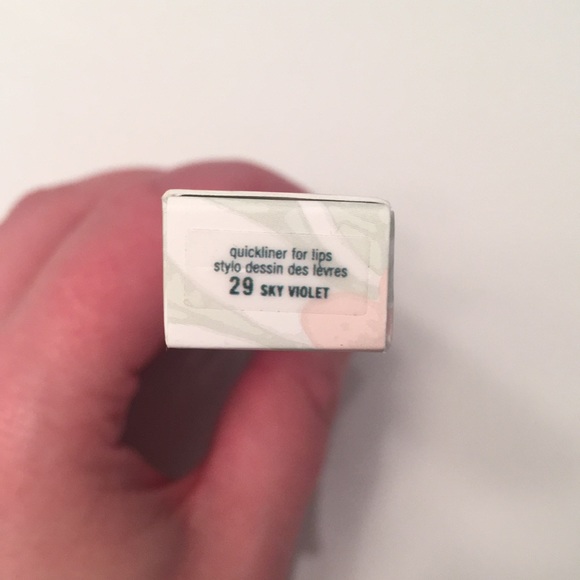 quickliner for lips
stylo dessin des lèvres
29 SKY VIOLET